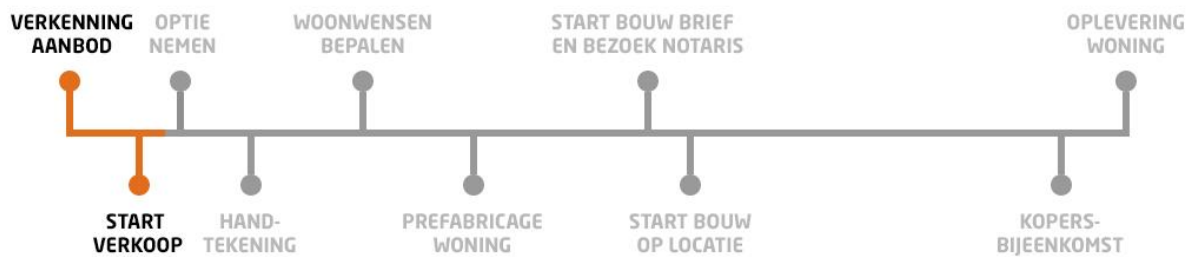 VERKENNING
AANBOD
OPTIE
NEMEN
WOONWENSEN
BEPALEN
START BOUW BRIEF
EN BEZOEK NOTARIS
OPLEVERING
WONING
START
VERKOOP
HAND-
TEKENING
PREFABRICAGE
WONING
START BOUW
OP LOCATIE
KOPERS-
BIJEENKOMST